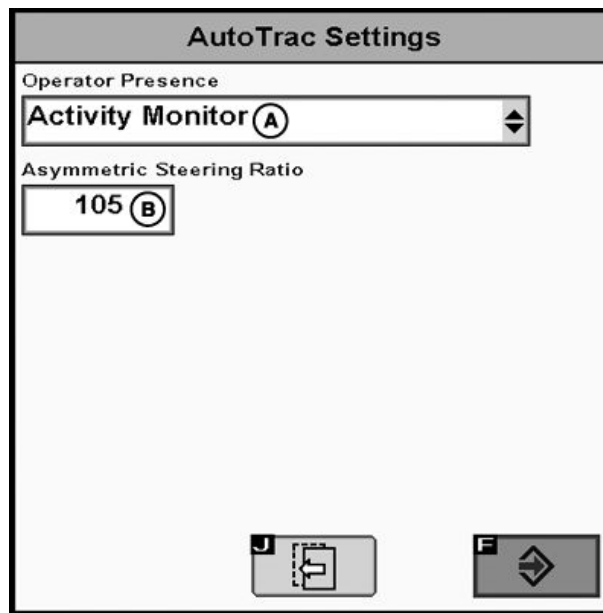 AutoTrac Settings
Operator Presence
Activity Monitor A
Asymmetric Steering Ratio
105 B
J F